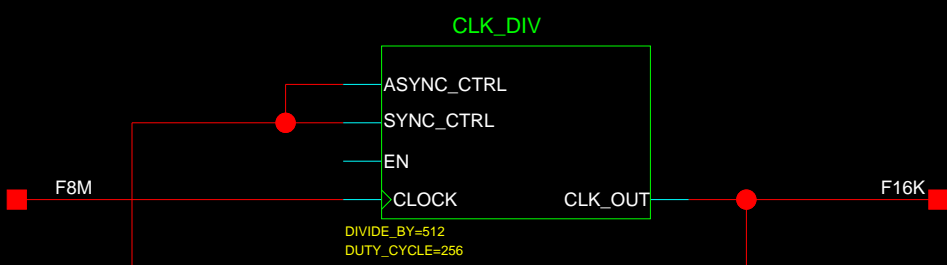 CLK_DIV
ASYNC_CTRL
SYNC_CTRL
EN
F8M
CLOCK
CLK_OUT
F16K
DIVIDE_BY=512
DUTY_CYCLE=256